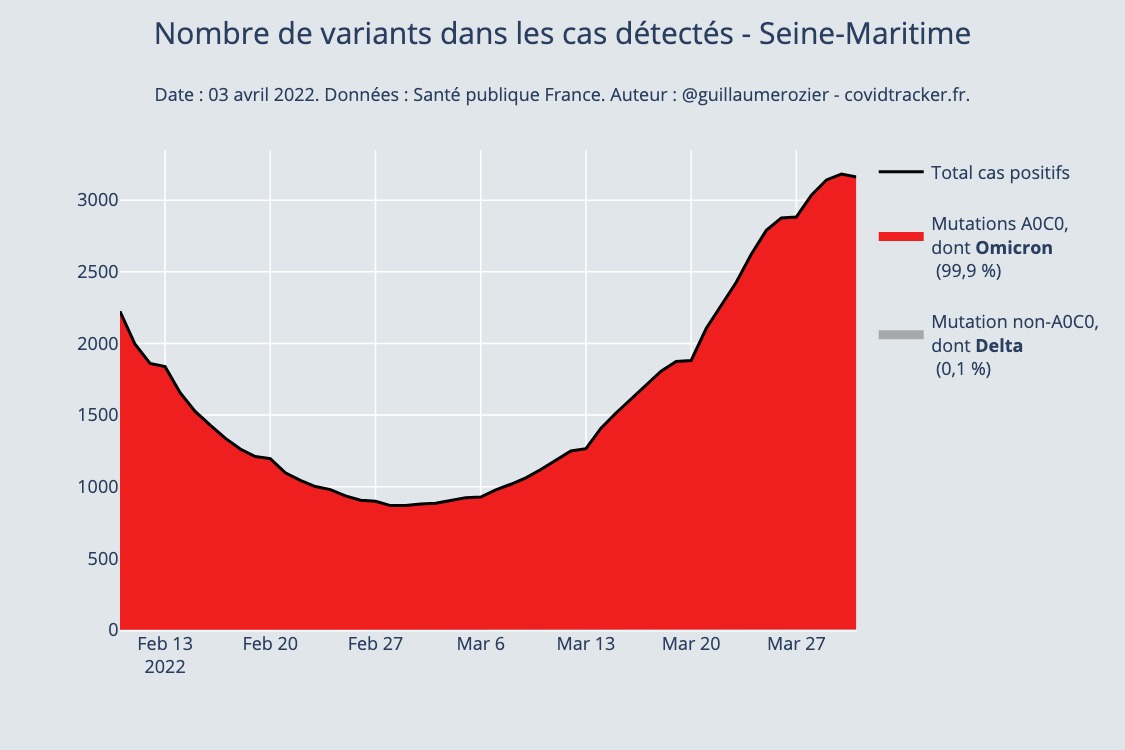 Nombre de variants dans les cas détectés - Seine-Maritime
Date : 03 avril 2022. Données : Santé publique France. Auteur : @guillaumerozier - covidtracker.fr.
Total cas positifs
Mutations A0C0,
dont Omicron
(99,9 %)
Mutation non-A0C0,
dont Delta
(0,1 %)
3000
2500
2000
1500
1000
500
0
Feb 13
2022
Feb 20
Feb 27
Mar 6
Mar 13
Mar 20
Mar 27